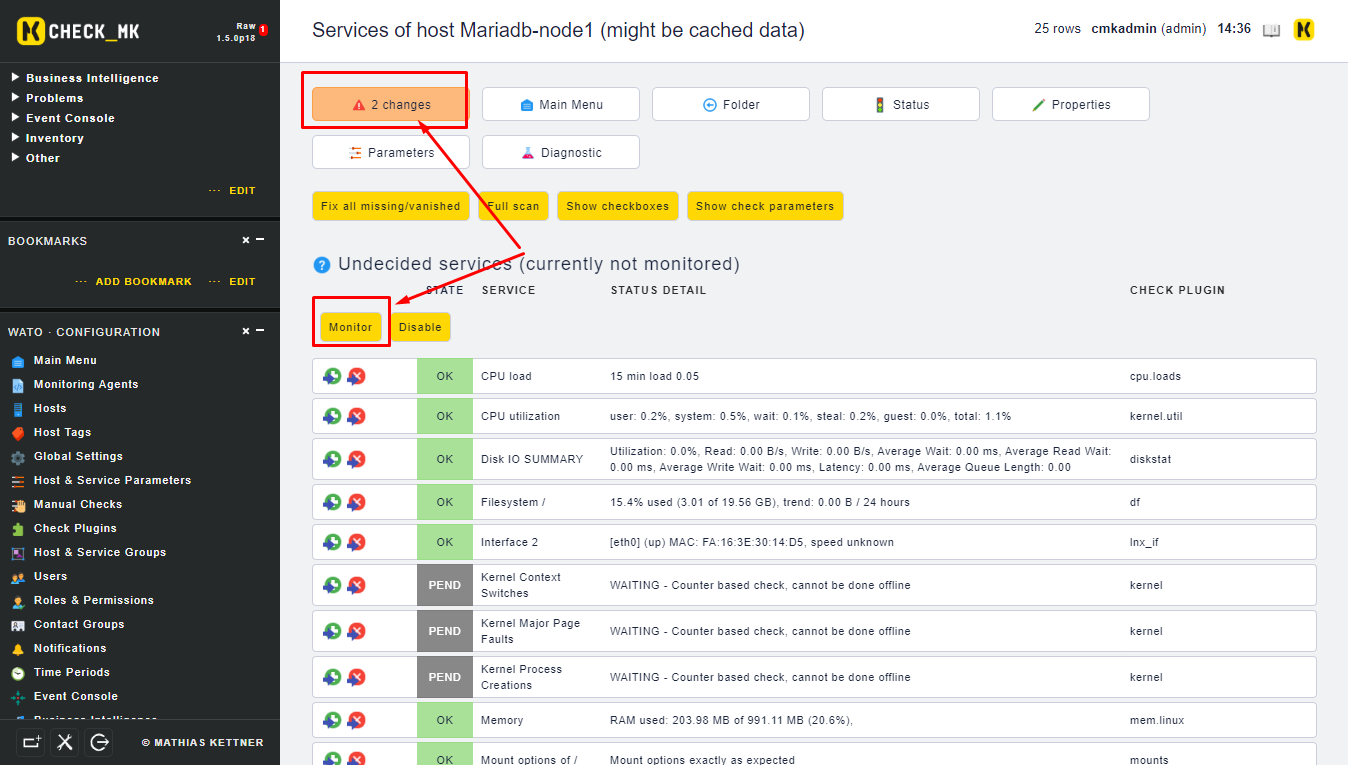 CHECK_MK
Raw
1.5.0p18
1
Services of host Mariadb-node1 (might be cached data)
25 rows cmkadmin (admin) 14:36
Business Intelligence
Problems
Event Console
Inventory
Other
··· EDIT
BOOKMARKS
··· ADD BOOKMARK ··· EDIT
WATO · CONFIGURATION
Main Menu
Monitoring Agents
Hosts
Host Tags
Global Settings
Host & Service Parameters
Manual Checks
Check Plugins
Host & Service Groups
Users
Roles & Permissions
Contact Groups
Notifications
Time Periods
Event Console
Business Intelligence
© MATHIAS KETTNER
2 changes Main Menu Folder Status Properties
Parameters Diagnostic
Fix all missing/vanished Full scan Show checkboxes Show check parameters
Undecided services (currently not monitored)
STATE SERVICE STATUS DETAIL CHECK PLUGIN
Monitor Disable
OK CPU load 15 min load 0.05 cpu.loads
OK CPU utilization user: 0.2%, system: 0.5%, wait: 0.1%, steal: 0.2%, guest: 0.0%, total: 1.1% kernel.util
OK Disk IO SUMMARY Utilization: 0.0%, Read: 0.00 B/s, Write: 0.00 B/s, Average Wait: 0.00 ms, Average Read Wait:
0.00 ms, Average Write Wait: 0.00 ms, Latency: 0.00 ms, Average Queue Length: 0.00 diskstat
OK Filesystem / 15.4% used (3.01 of 19.56 GB), trend: 0.00 B / 24 hours df
OK Interface 2 [eth0] (up) MAC: FA:16:3E:30:14:D5, speed unknown lnx_if
PEND Kernel Context
Switches WAITING - Counter based check, cannot be done offline kernel
PEND Kernel Major Page
Faults WAITING - Counter based check, cannot be done offline kernel
PEND Kernel Process
Creations WAITING - Counter based check, cannot be done offline kernel
OK Memory RAM used: 203.98 MB of 991.11 MB (20.6%), mem.linux
OK Mount options of / Mount options exactly as expected mounts